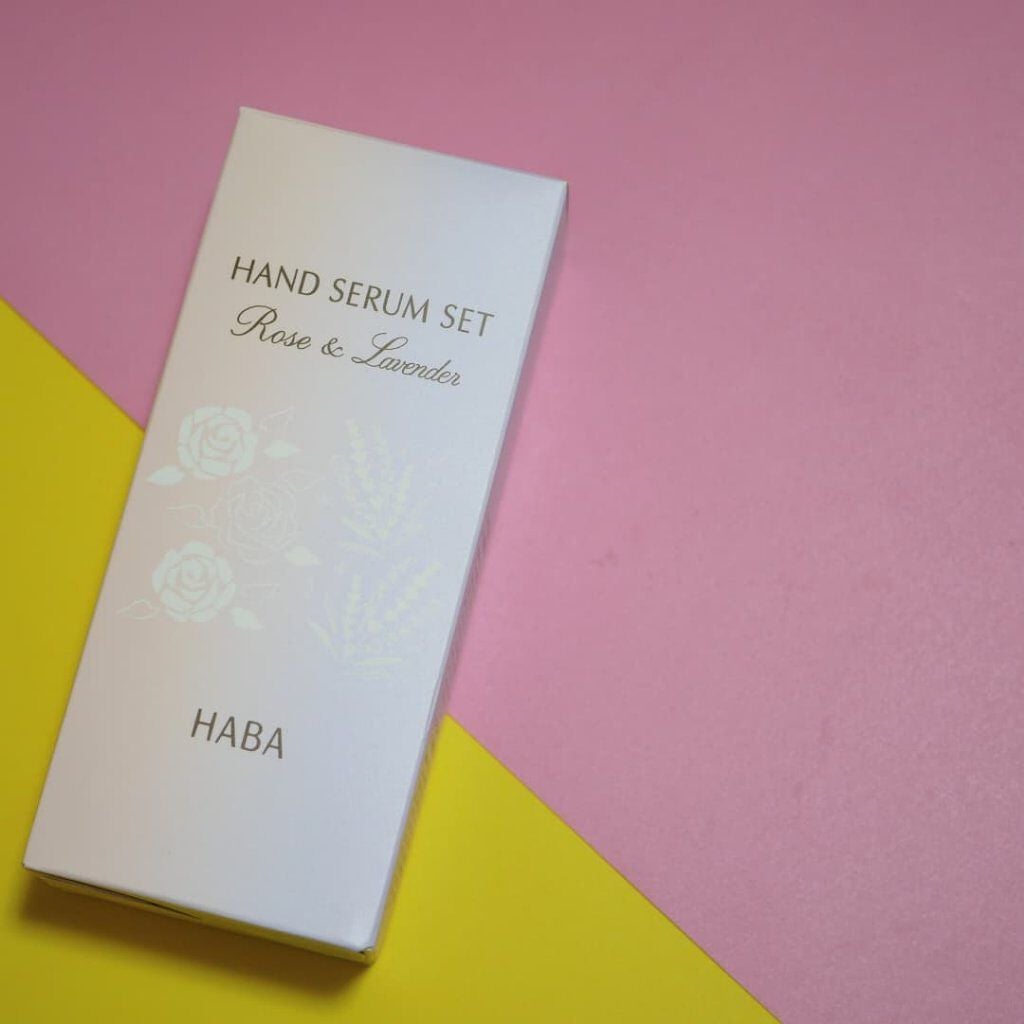 HAND SERUM SET
Rose & Lavender
HABA